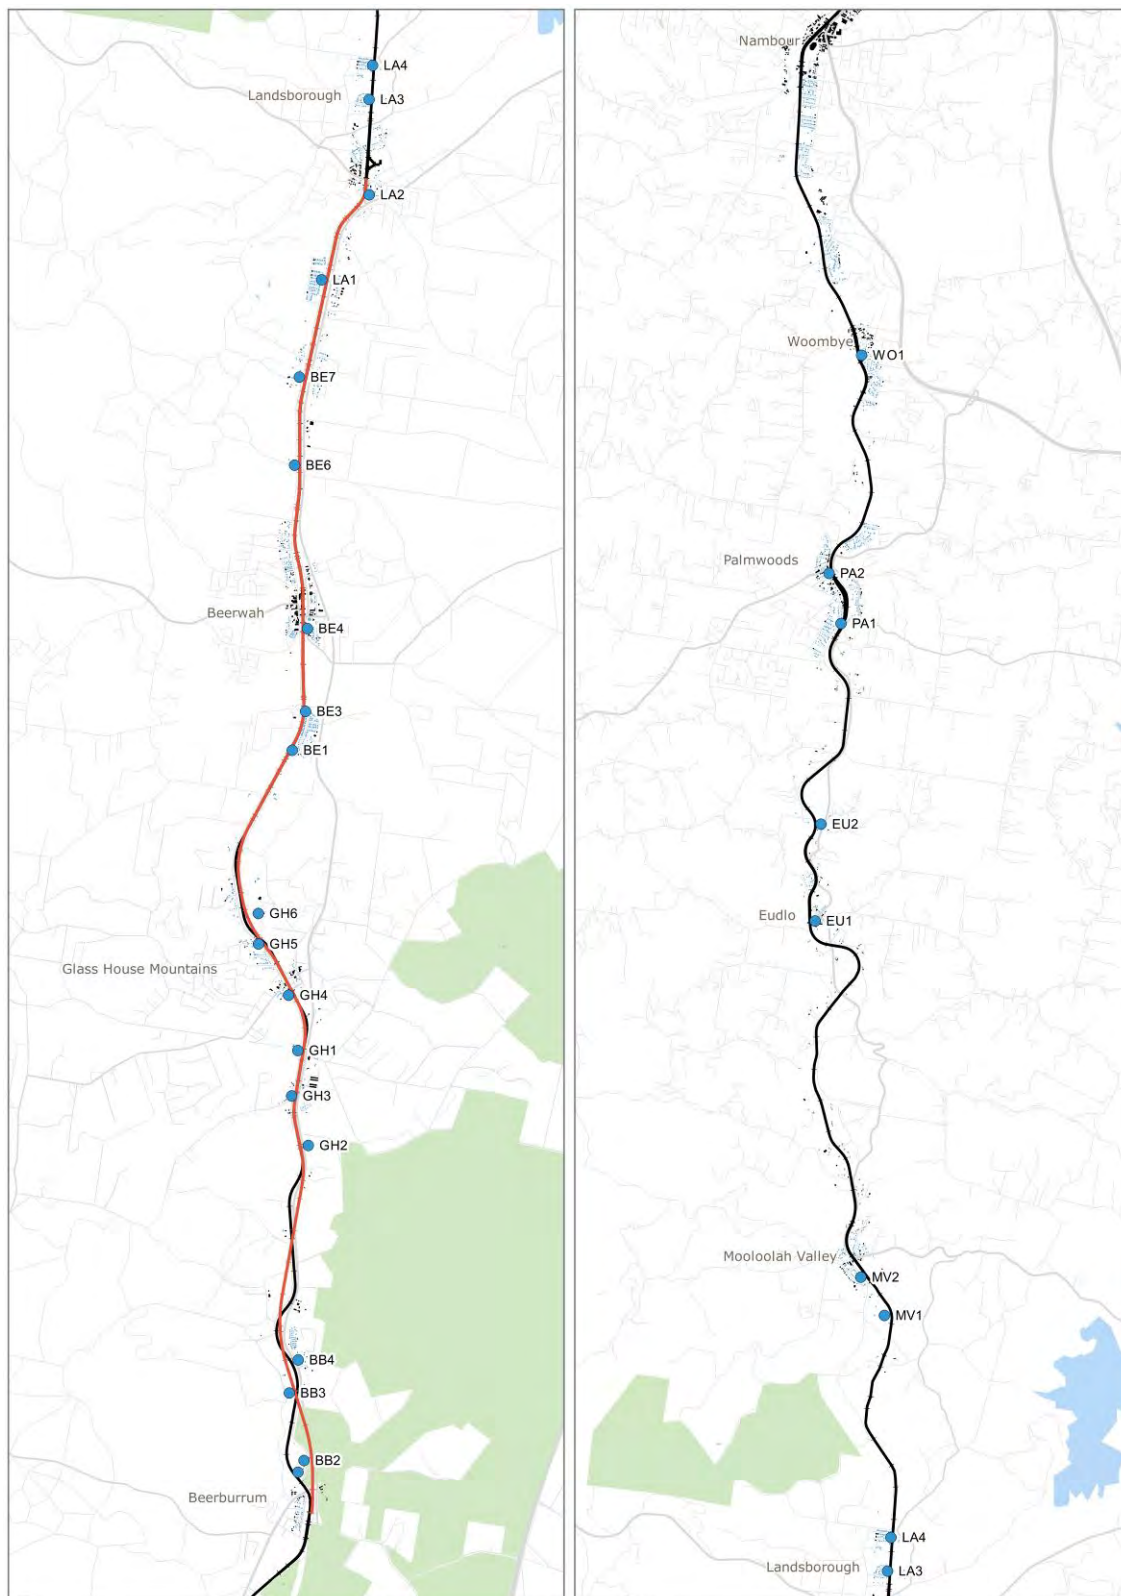 LA4
Landsborough
LA3
LA2
LA1
BE7
BE6
Beerwah
BE4
BE3
BE1
GH6
GH5
Glass House Mountains
GH4
GH1
GH3
GH2
BB4
BB3
BB2
Beerburrum
Nambour
Woombye
WO1
Palmwoods
PA2
PA1
EU2
Eudlo
EU1
Mooloolah Valley
MV2
MV1
LA4
Landsborough
LA3